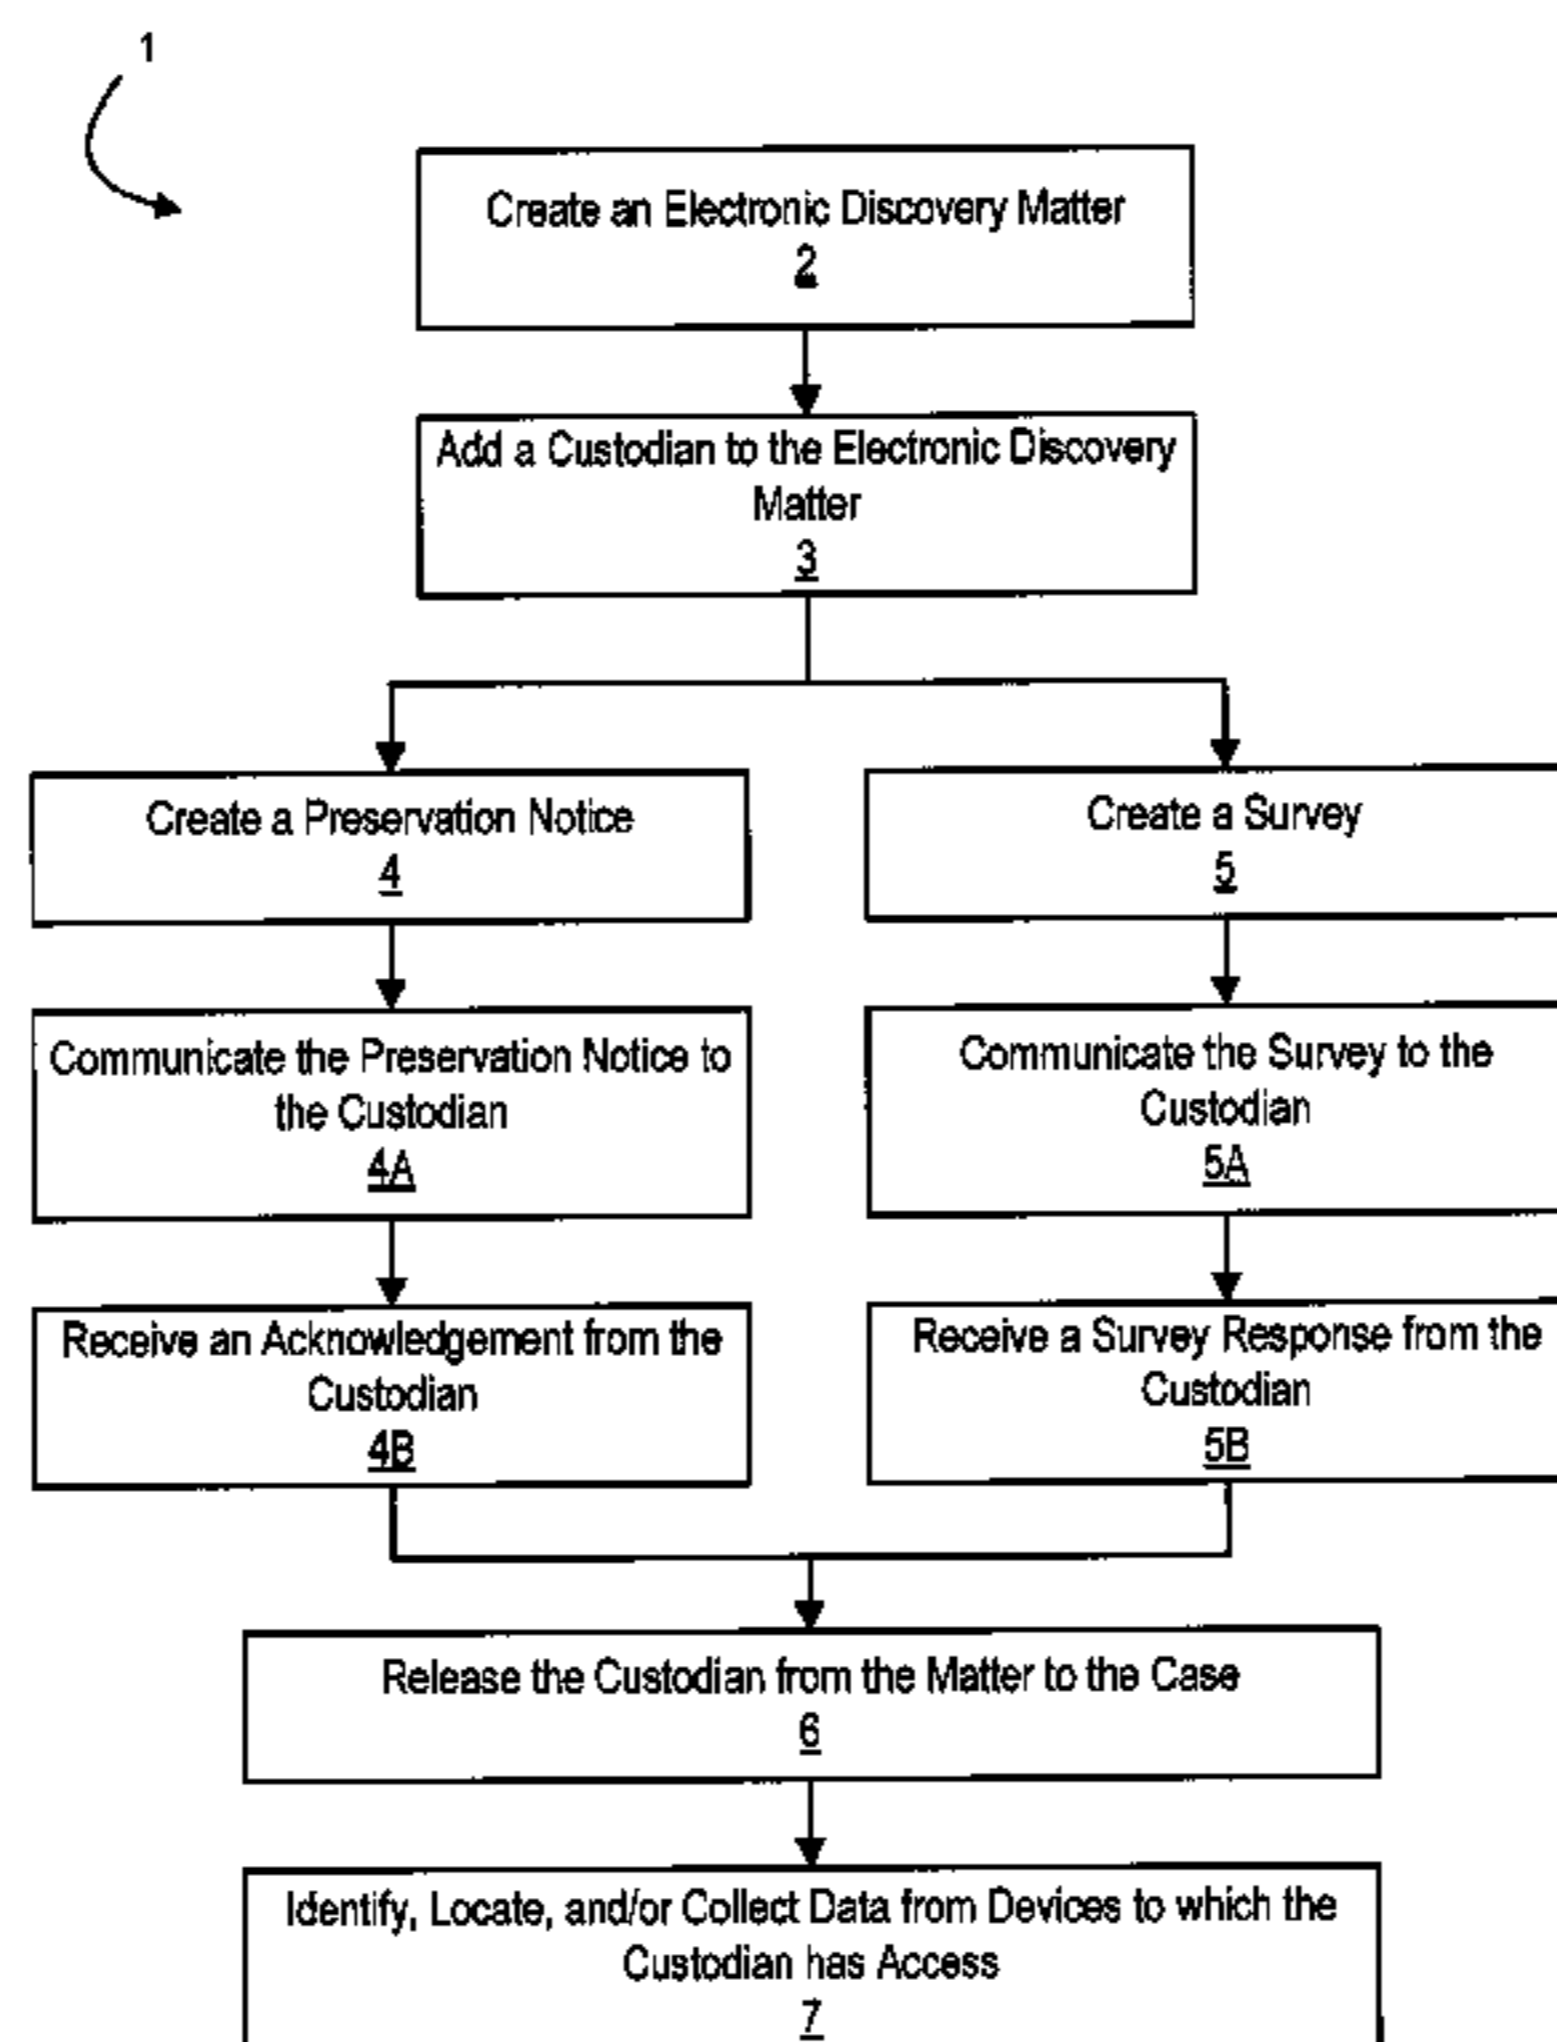 1
Create an Electronic Discovery Matter
2
Add a Custodian to the Electronic Discovery
Matter
3
Create a Preservation Notice
4
Create a Survey
5
Communicate the Preservation Notice to
the Custodian
4A
Communicate the Survey to the
Custodian
5A
Receive an Acknowledgement from the
Custodian
4B
Receive a Survey Response from the
Custodian
5B
Release the Custodian from the Matter to the Case
6
Identify, Locate, and/or Collect Data from Devices to which the
Custodian has Access
7